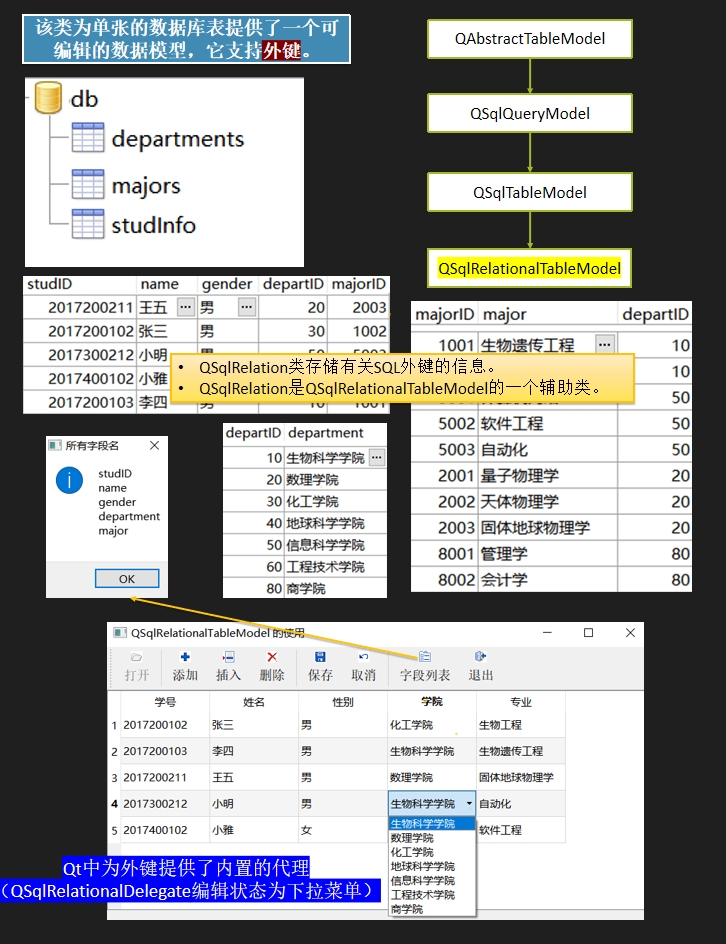 该类为单张的数据库表提供了一个可
编辑的数据模型，它支持外键。
QAbstractTableModel
QSqlQueryModel
QSqlTableModel
QSqlRelationalTableModel
db
departments
majors
studInfo
studID name gender departID majorID
2017200211 王五 ··· 男 ··· 20 2003
2017200102 张三 男 30 1002
2017300212 小明
2017400102 小雅
2017200103 李四
majorID major departID
1001 生物遗传工程 ··· 10
10
50
5002 软件工程 50
5003 自动化 50
2001 量子物理学 20
2002 天体物理学 20
2003 固体地球物理学 20
8001 管理学 80
8002 会计学 80
• QSqlRelation类存储有关SQL外键的信息。
• QSqlRelation是QSqlRelationalTableModel的一个辅助类。
所有字段名
studID
name
gender
department
major
OK
departID department
10 生物科学学院 ···
20 数理学院
30 化工学院
40 地球科学学院
50 信息科学学院
60 工程技术学院
80 商学院
QSqlRelationalTableModel 的使用
打开 添加 插入 删除 保存 取消 字段列表 退出
学号 姓名 性别 学院 专业
1 2017200102 张三 男 化工学院 生物工程
2 2017200103 李四 男 生物科学学院 生物遗传工程
3 2017200211 王五 男 数理学院 固体地球物理学
4 2017300212 小明 男 生物科学学院 自动化
5 2017400102 小雅 女 软件工程
生物科学学院
数理学院
化工学院
地球科学学院
信息科学学院
工程技术学院
商学院
Qt中为外键提供了内置的代理
（QSqlRelationalDelegate编辑状态为下拉菜单）